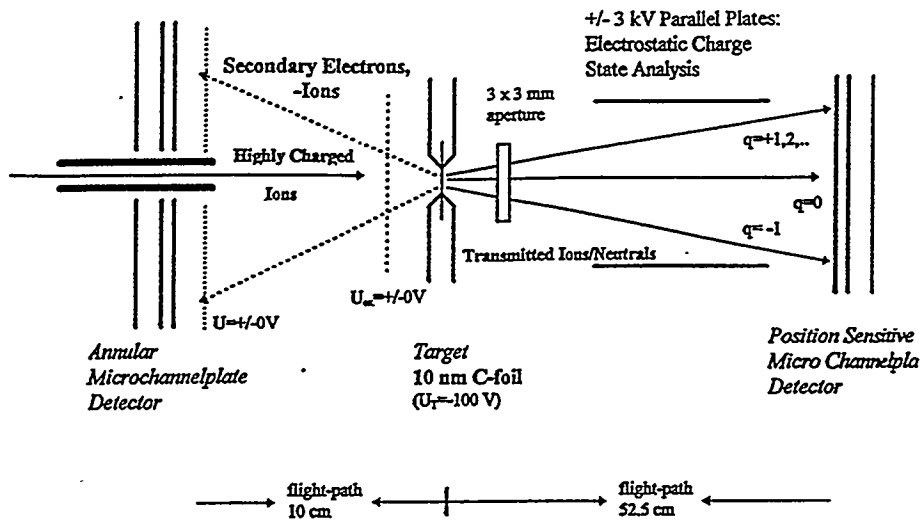 +/- 3 kV Parallel Plates:
Electrostatic Charge
State Analysis
Secondary Electrons,
-Ions
3 x 3 mm
aperture
q=+1,2,..
Highly Charged
Ions
q=0
q= -1
Transmitted Ions/Neutrals
U=+/-0V
=+/-0V
Annular
Microchannelplate
Detector
Target
10 nm C-foil
(U_T=-100 V)
Position Sensitive
Micro Channelpla
Detector
flight-path
10 cm
flight-path
52.5 cm